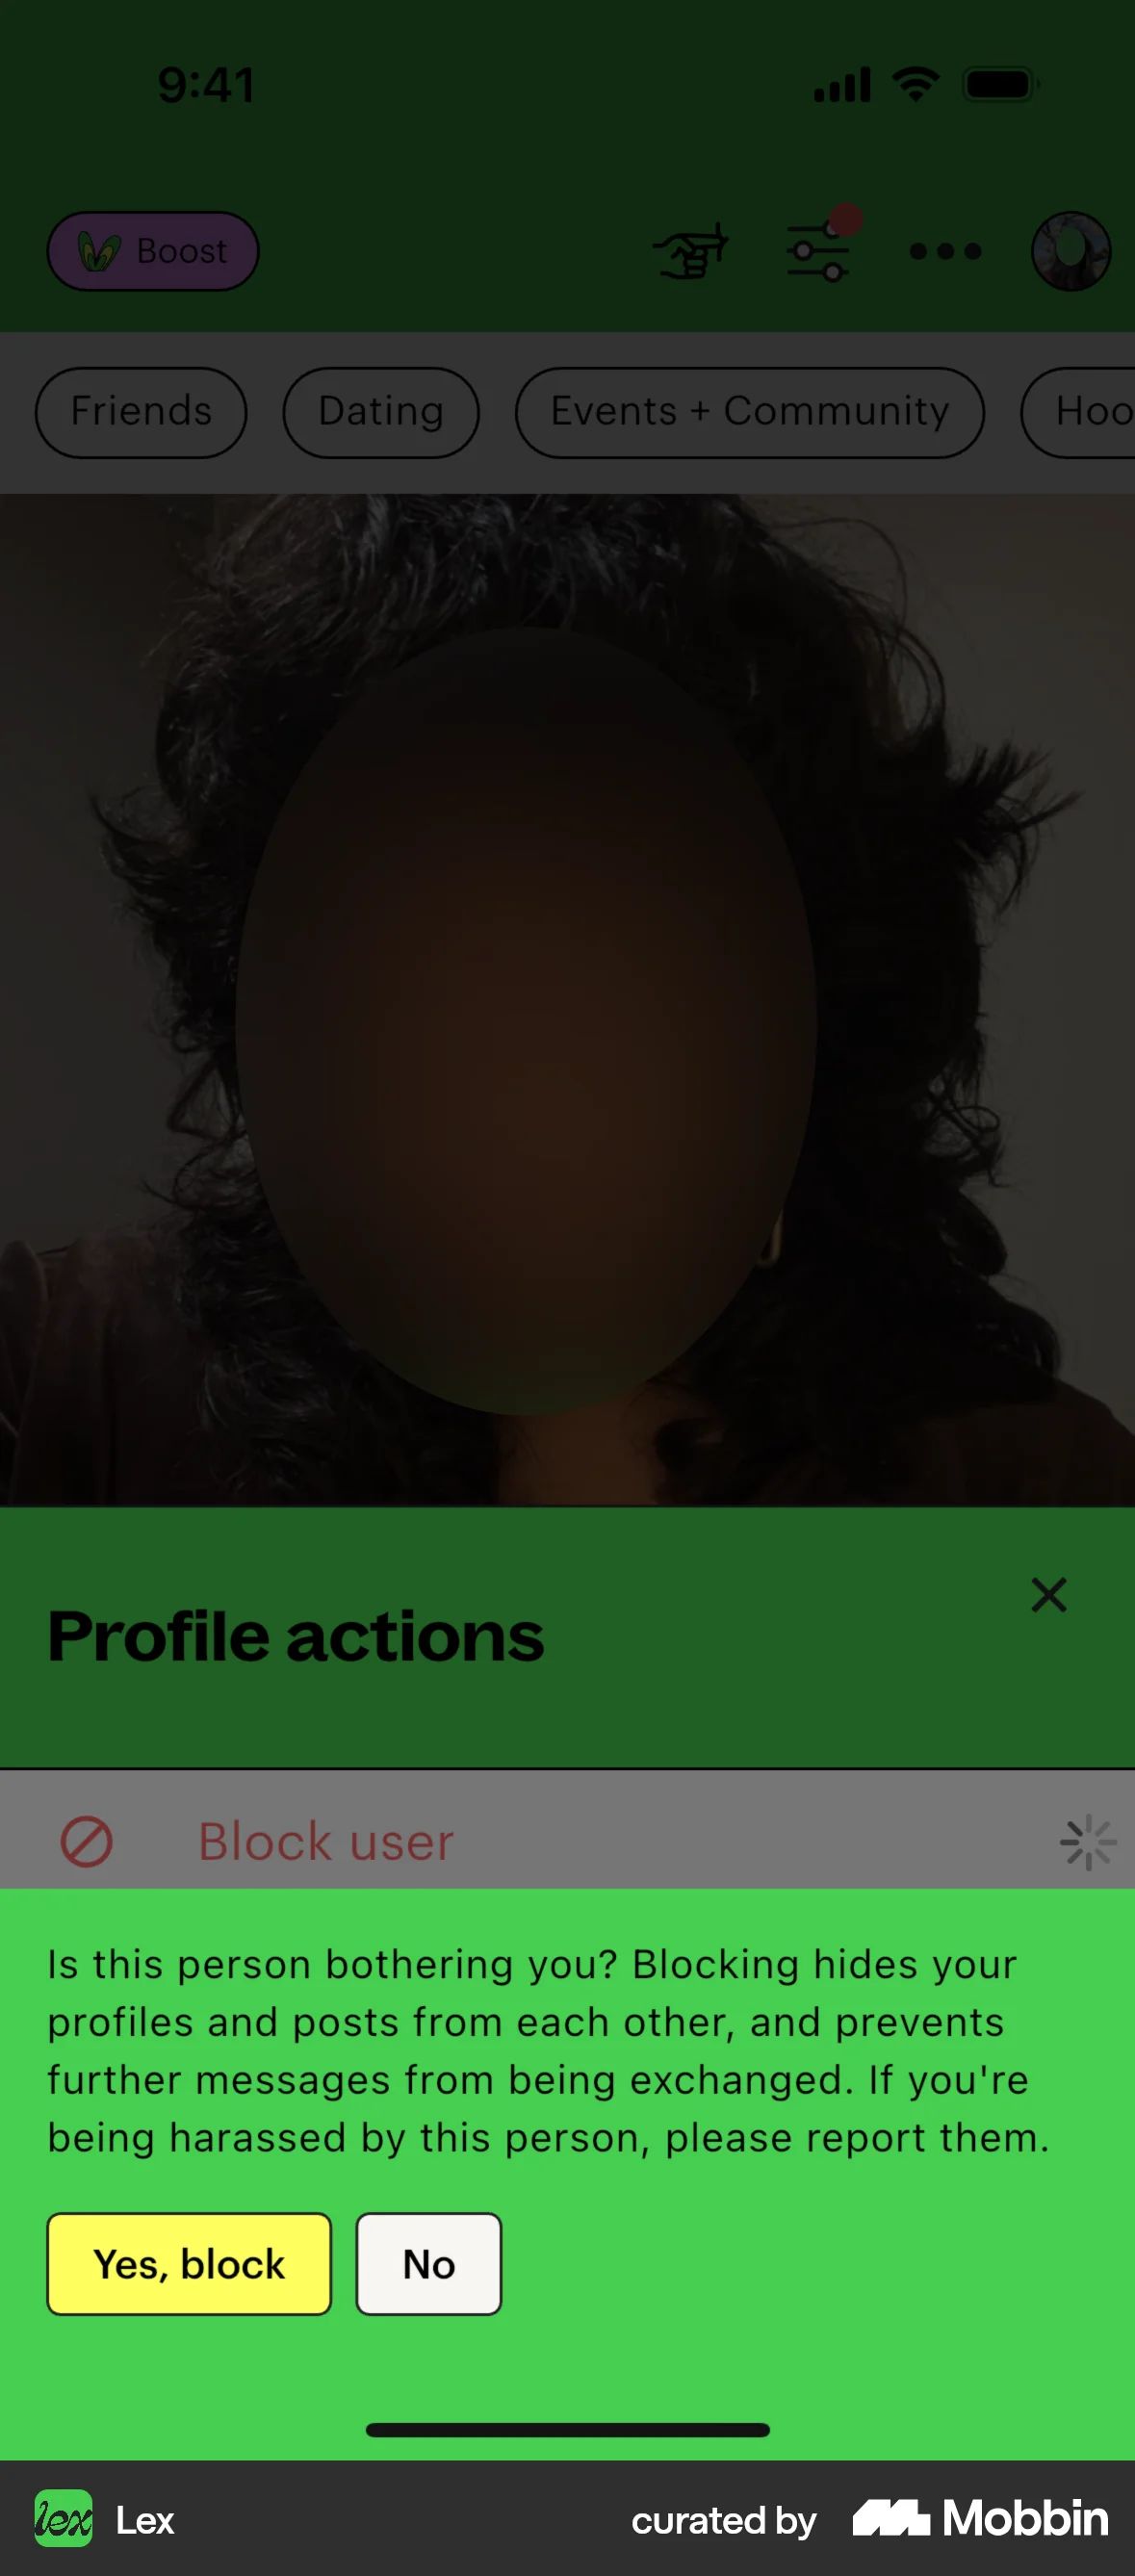 9:41
Boost
Friends
Dating
Events + Community
Hoo
Profile actions
Block user
Is this person bothering you? Blocking hides your
profiles and posts from each other, and prevents
further messages from being exchanged. If you're
being harassed by this person, please report them.
Yes, block
No
lex
Lex
curated by
Mobbin